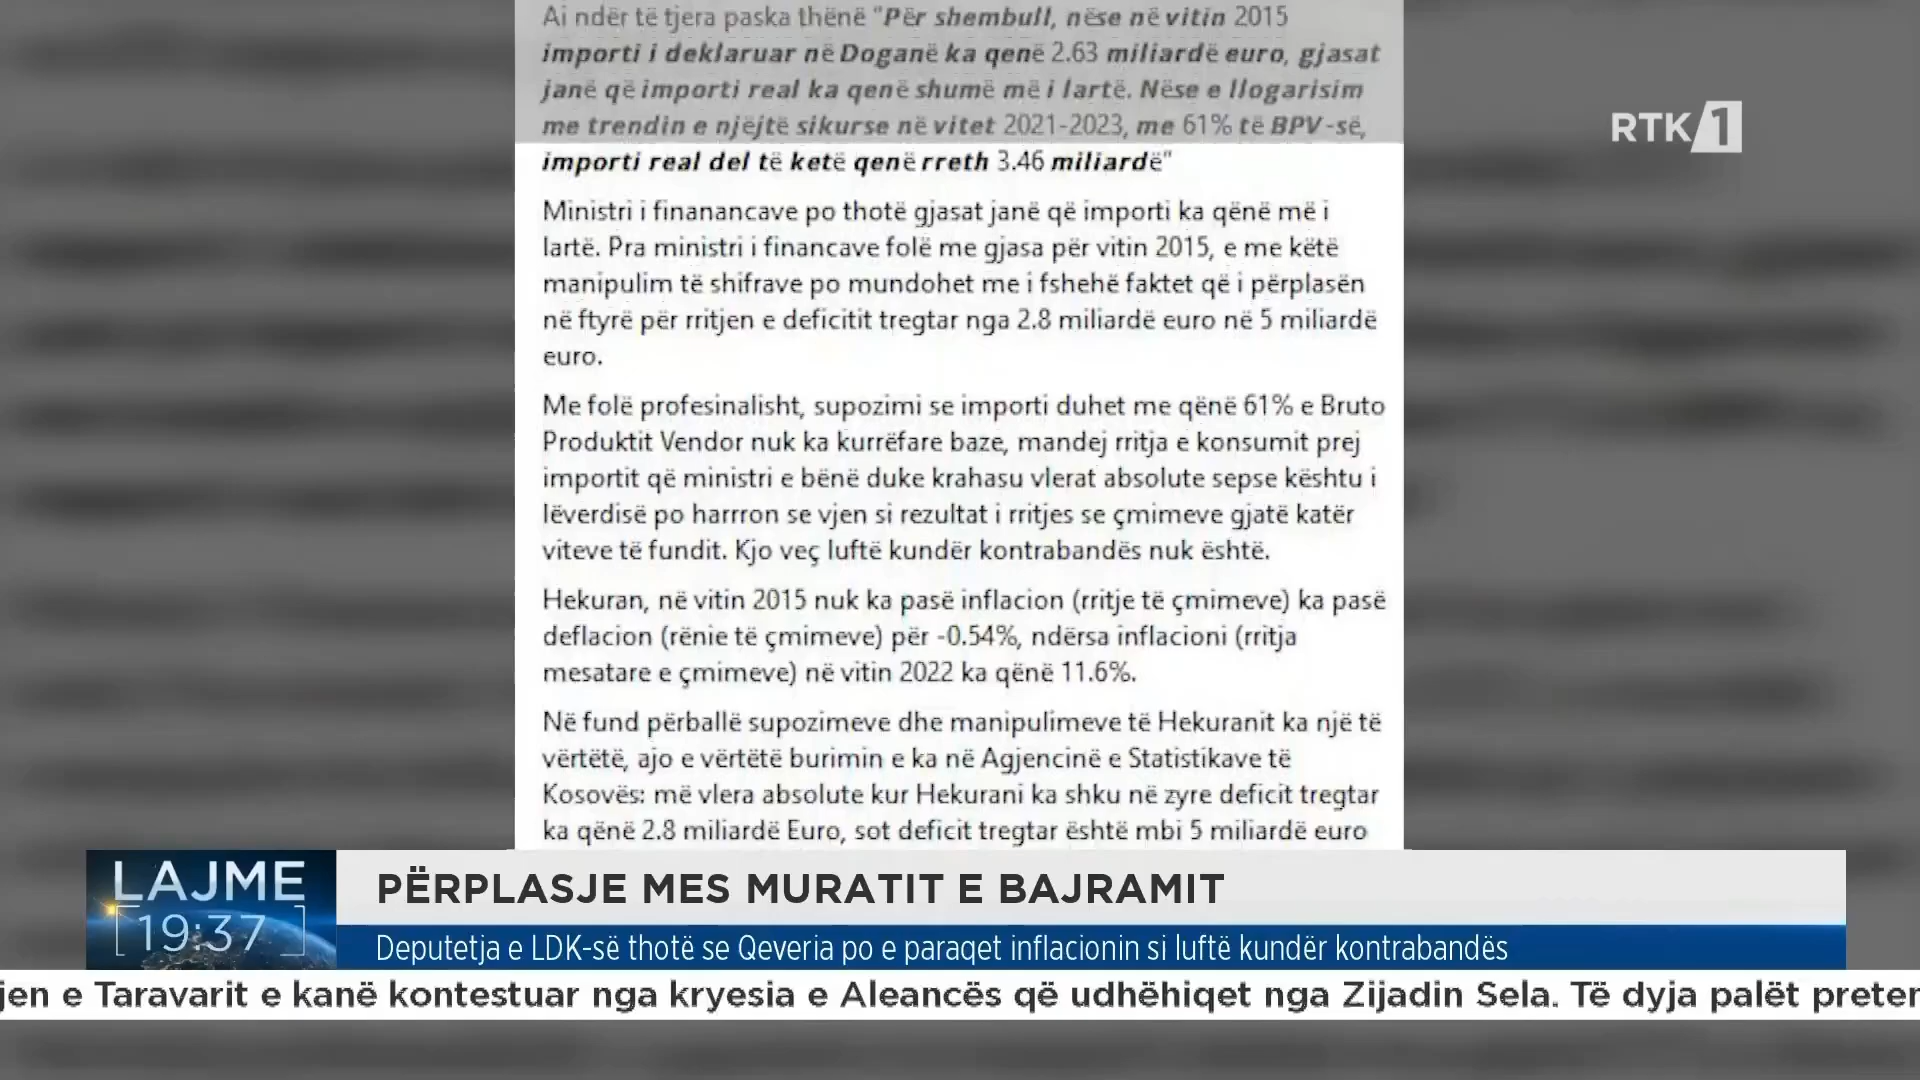 Ai ndër të tjera paska thënë "Për shembull, nëse në vitin 2015
importi i deklaruar në Doganë ka qenë 2.63 miliardë euro, gjasat
janë që importi real ka qenë shumë më i lartë. Nëse e llogarisim
me trendin e njëjtë sikurse në vitet 2021-2023, me 61% të BPV-së,
importi real del të ketë qenë rreth 3.46 miliardë"
RTK/1
Ministri i finanancave po thotë gjasat janë që importi ka qënë më i
lartë. Pra ministri i financave folë me gjasa për vitin 2015, e me këtë
manipulim të shifrave po mundohet me i fshehë faktet që i përplasën
në ftyrë për rritjen e deficitit tregtar nga 2.8 miliardë euro në 5 miliardë
euro.
Me folë profesinalisht, supozimi se importi duhet me qënë 61% e Bruto
Produktit Vendor nuk ka kurrëfare baze, mandej rritja e konsumit prej
importit që ministri e bënë duke krahasu vlerat absolute sepse kështu i
lëverdisë po harrron se vjen si rezultat i rritjes se çmimeve gjatë katër
viteve të fundit. Kjo veç luftë kundër kontrabandës nuk është.
Hekuran, në vitin 2015 nuk ka pasë inflacion (rritje të çmimeve) ka pasë
deflacion (rënie të çmimeve) për -0.54%, ndërsa inflacioni (rritja
mesatare e çmimeve) në vitin 2022 ka qënë 11.6%.
Në fund përballë supozimeve dhe manipulimeve të Hekuranit ka një të
vërtëtë, ajo e vërtëtë burimin e ka në Agjencinë e Statistikave të
Kosovës: më vlera absolute kur Hekurani ka shku në zyre deficit tregtar
ka qënë 2.8 miliardë Euro, sot deficit tregtar është mbi 5 miliardë euro
LAJME
19:37
PËRPLASJE MES MURATIT E BAJRAMIT
Deputetja e LDK-së thotë se Qeveria po e paraqet inflacionin si luftë kundër kontrabandës
jen e Taravarit e kanë kontestuar nga kryesia e Aleancës që udhëhiqet nga Zijadin Sela. Të dyja palët preten